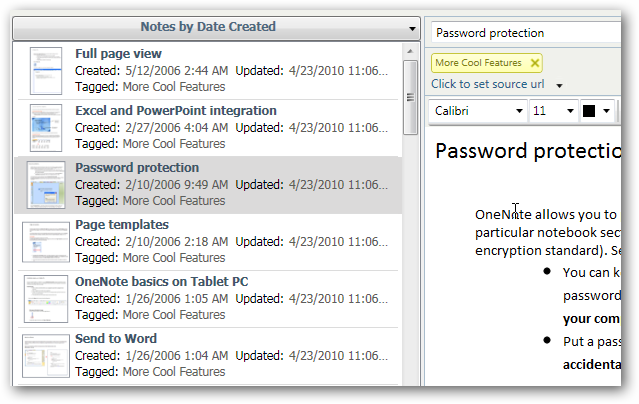 Notes by Date Created
Full page view
Created: 5/12/2006 2:44 AM Updated: 4/23/2010 11:06...
Tagged: More Cool Features
Excel and PowerPoint integration
Created: 2/27/2006 4:04 AM Updated: 4/23/2010 11:06...
Tagged: More Cool Features
Password protection
Created: 2/10/2006 9:49 AM Updated: 4/23/2010 11:06...
Tagged: More Cool Features
Page templates
Created: 2/10/2006 2:18 AM Updated: 4/23/2010 11:06...
Tagged: More Cool Features
OneNote basics on Tablet PC
Created: 1/26/2006 1:05 AM Updated: 4/23/2010 11:06...
Tagged: More Cool Features
Send to Word
Created: 1/26/2006 1:04 AM Updated: 4/23/2010 11:06...
Tagged: More Cool Features
Password protection
More Cool Features
Click to set source url
Calibri 11
Password protectio
OneNote allows you to
particular notebook sec
encryption standard). Se
• You can k
password
your com
• Put a pas
accidenta